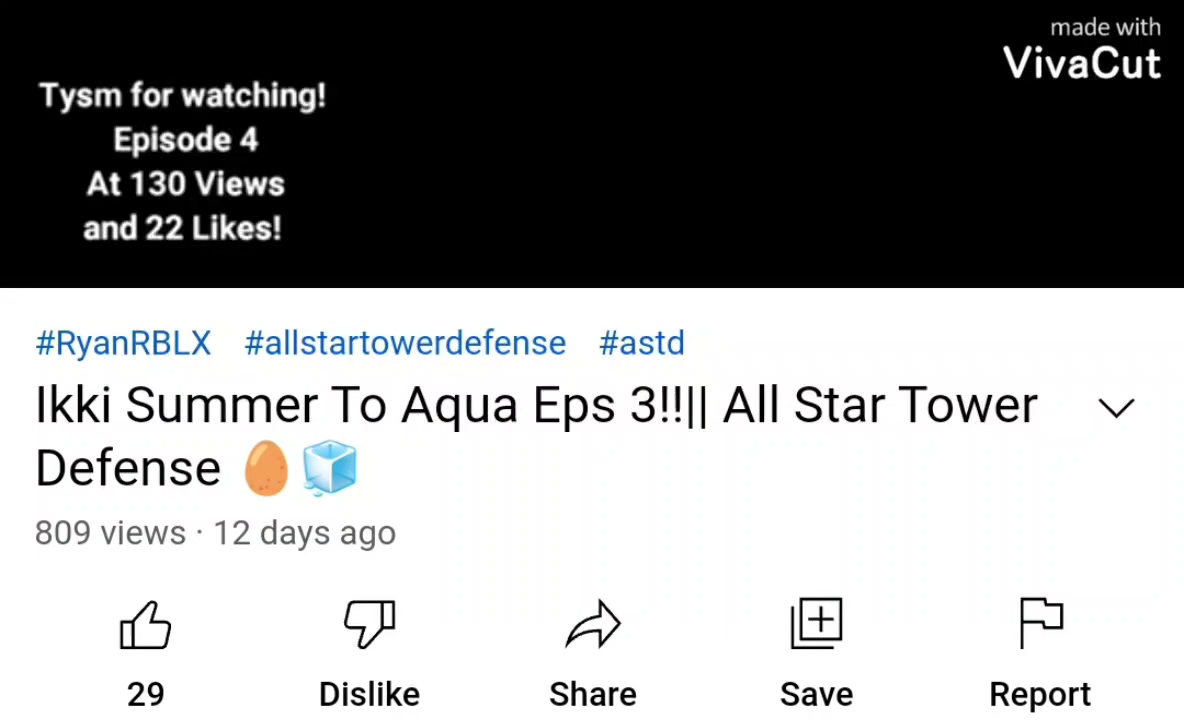 made with
VivaCut
Tysm for watching!
Episode 4
At 130 Views
and 22 Likes!
#RyanRBLX #allstartowerdefense #astd
Ikki Summer To Aqua Eps 3!!|| All Star Tower
Defense 🥚🧊
809 views · 12 days ago
29 Dislike Share Save Report